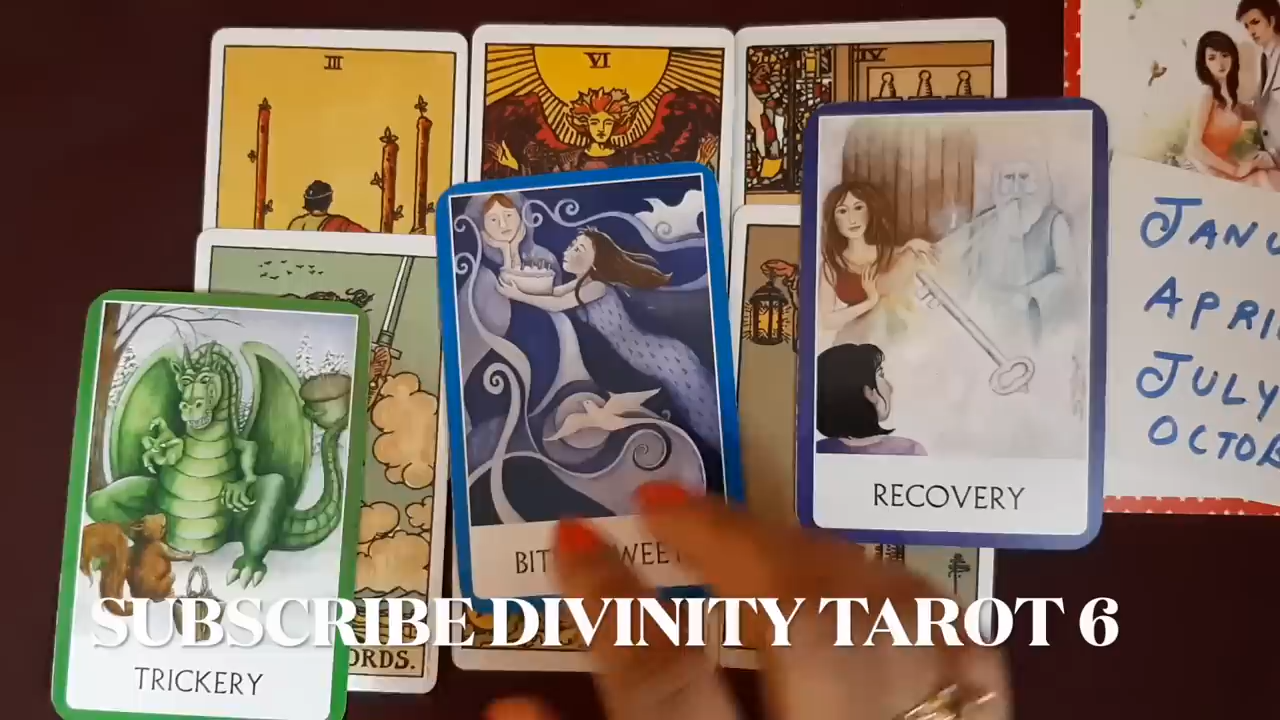 III
VI
IV
JANU
APRI
JULY
OCTOB
RECOVERY
BIT
WEE
SUBSCRIBE DIVINITY TAROT 6
ORDS.
TRICKERY